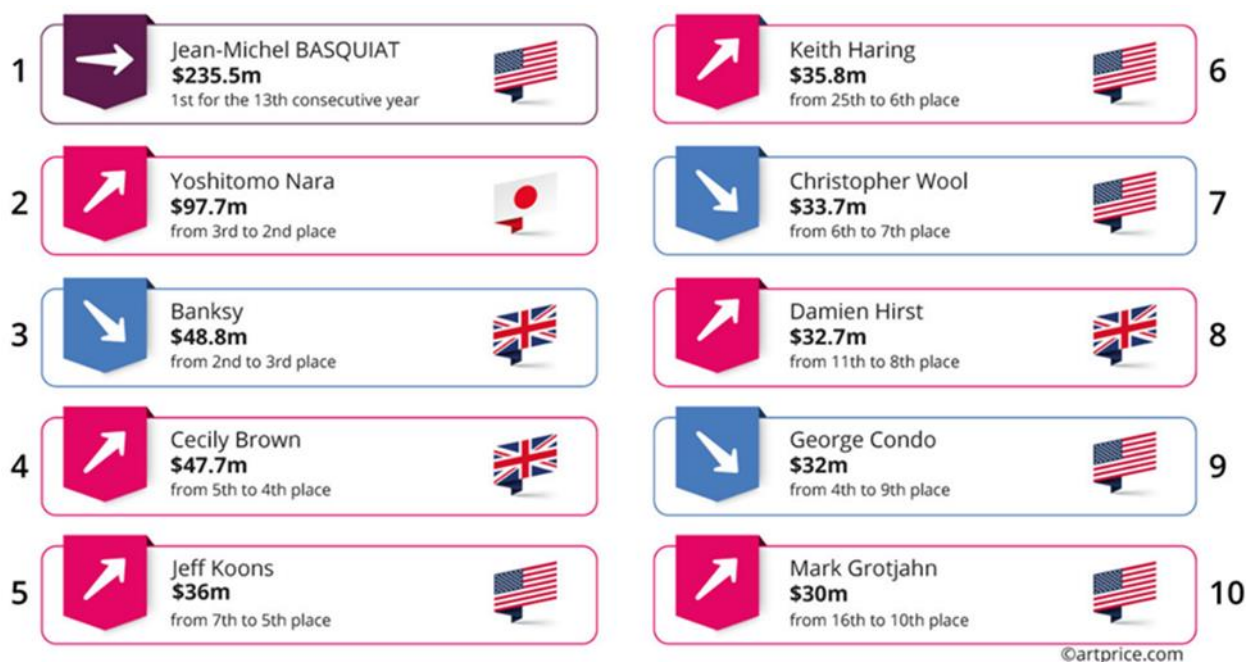 1
Jean-Michel BASQUIAT
$235.5m
1st for the 13th consecutive year
2
Yoshitomo Nara
$97.7m
from 3rd to 2nd place
3
Banksy
$48.8m
from 2nd to 3rd place
4
Cecily Brown
$47.7m
from 5th to 4th place
5
Jeff Koons
$36m
from 7th to 5th place
Keith Haring
$35.8m
from 25th to 6th place
6
Christopher Wool
$33.7m
from 6th to 7th place
7
Damien Hirst
$32.7m
from 11th to 8th place
8
George Condo
$32m
from 4th to 9th place
9
Mark Grotjahn
$30m
from 16th to 10th place
10
©artprice.com